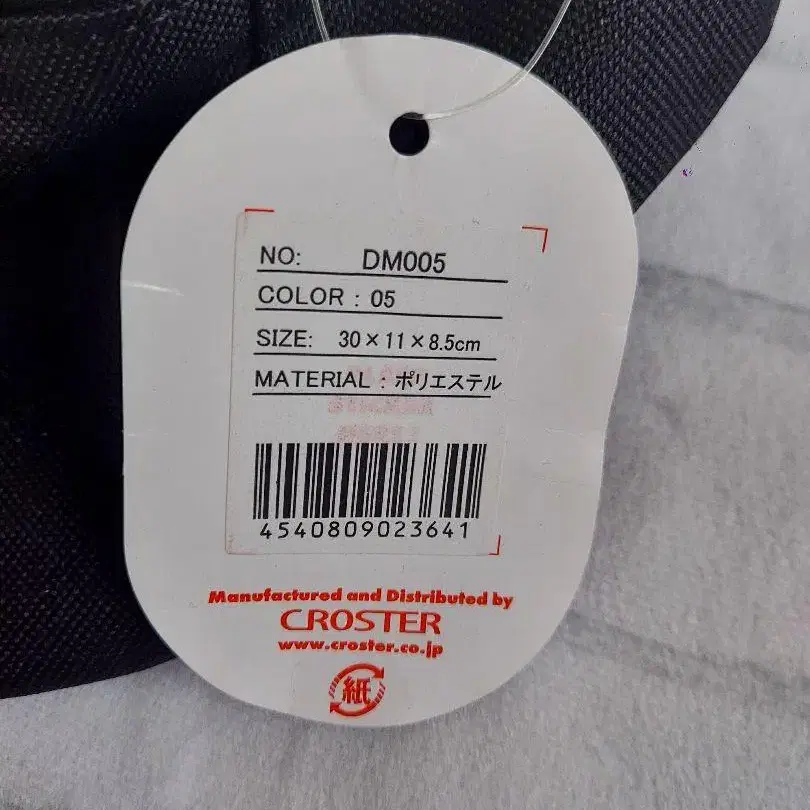 NO: DM005
COLOR : 05
SIZE: 30×11×8.5cm
MATERIAL : ポリエステル
4540809023641
Manufactured and Distributed by
CROSTER
www.croster.co.jp
紙